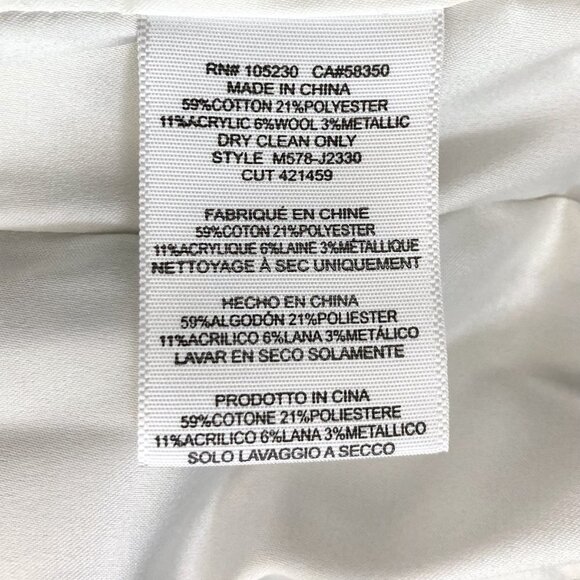 RN# 105230 CA#58350
MADE IN CHINA
59%COTTON 21%POLYESTER
11%ACRYLIC 6%WOOL 3%METALLIC
DRY CLEAN ONLY
STYLE M578-J2330
CUT 421459
FABRIQUÉ EN CHINE
59%COTON 21%POLYESTER
11%ACRYLIQUE 6%LAINE 3%MÉTALLIQUE
NETTOYAGE À SEC UNIQUEMENT
HECHO EN CHINA
59%ALGODÓN 21%POLIESTER
11%ACRÍLICO 6%LANA 3%METÁLICO
LAVAR EN SECO SOLAMENTE
PRODOTTO IN CINA
59%COTONE 21%POLIESTERE
11%ACRILICO 6%LANA 3%METALLICO
SOLO LAVAGGIO A SECCO